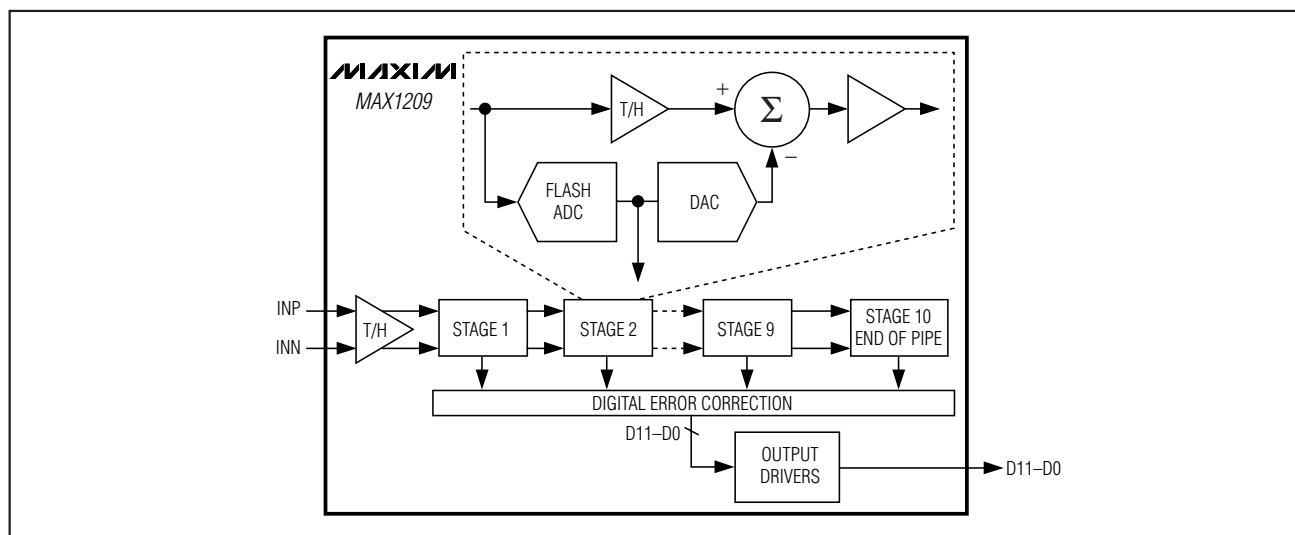 MAXIM
MAX1209
T/H
+
Σ
−
FLASH
ADC
DAC
INP
INN
T/H
STAGE 1
STAGE 2
STAGE 9
STAGE 10
END OF PIPE
DIGITAL ERROR CORRECTION
D11–D0
OUTPUT
DRIVERS
D11–D0